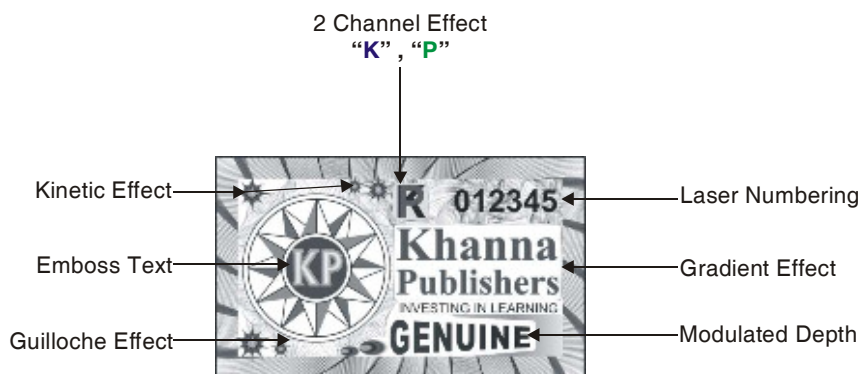 2 Channel Effect
“K” , “P”
Kinetic Effect
Laser Numbering
012345
Emboss Text
KP
Khanna
Publishers
INVESTING IN LEARNING
Gradient Effect
Guilloche Effect
GENUINE
Modulated Depth